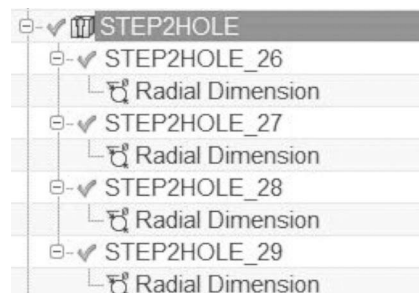 STEP2HOLE
STEP2HOLE_26
Radial Dimension
STEP2HOLE_27
Radial Dimension
STEP2HOLE_28
Radial Dimension
STEP2HOLE_29
Radial Dimension